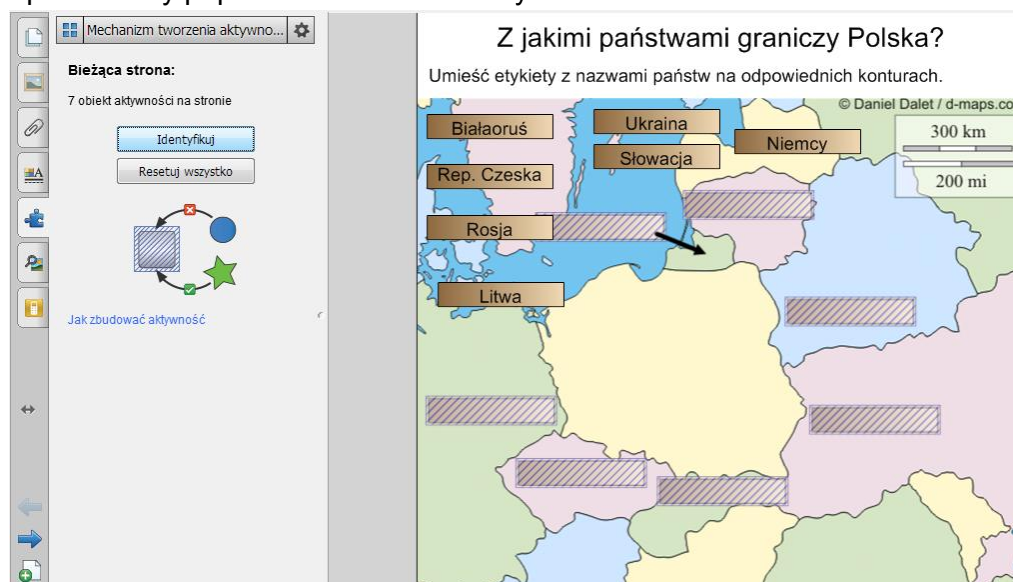 Mechanizm tworzenia aktywno...
Bieżąca strona:
7 obiekt aktywności na stronie
Identyfikuj
Resetuj wszystko
Jak zbudować aktywność
Z jakimi państwami graniczy Polska?
Umieść etykiety z nazwami państw na odpowiednich konturach.
© Daniel Dalet / d-maps.co
300 km
200 mi
Białaoruś
Ukraina
Niemcy
Słowacja
Rep. Czeska
Rosja
Litwa